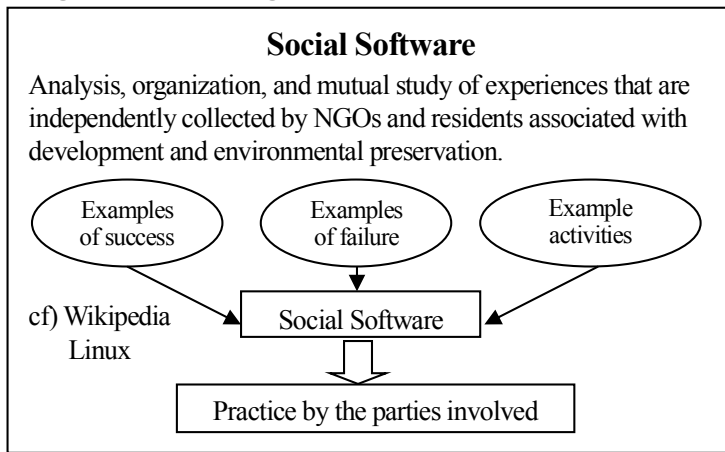 Social Software
Analysis, organization, and mutual study of experiences that are
independently collected by NGOs and residents associated with
development and environmental preservation.
Examples
of success
Examples
of failure
Example
activities
cf) Wikipedia
Linux
Social Software
Practice by the parties involved